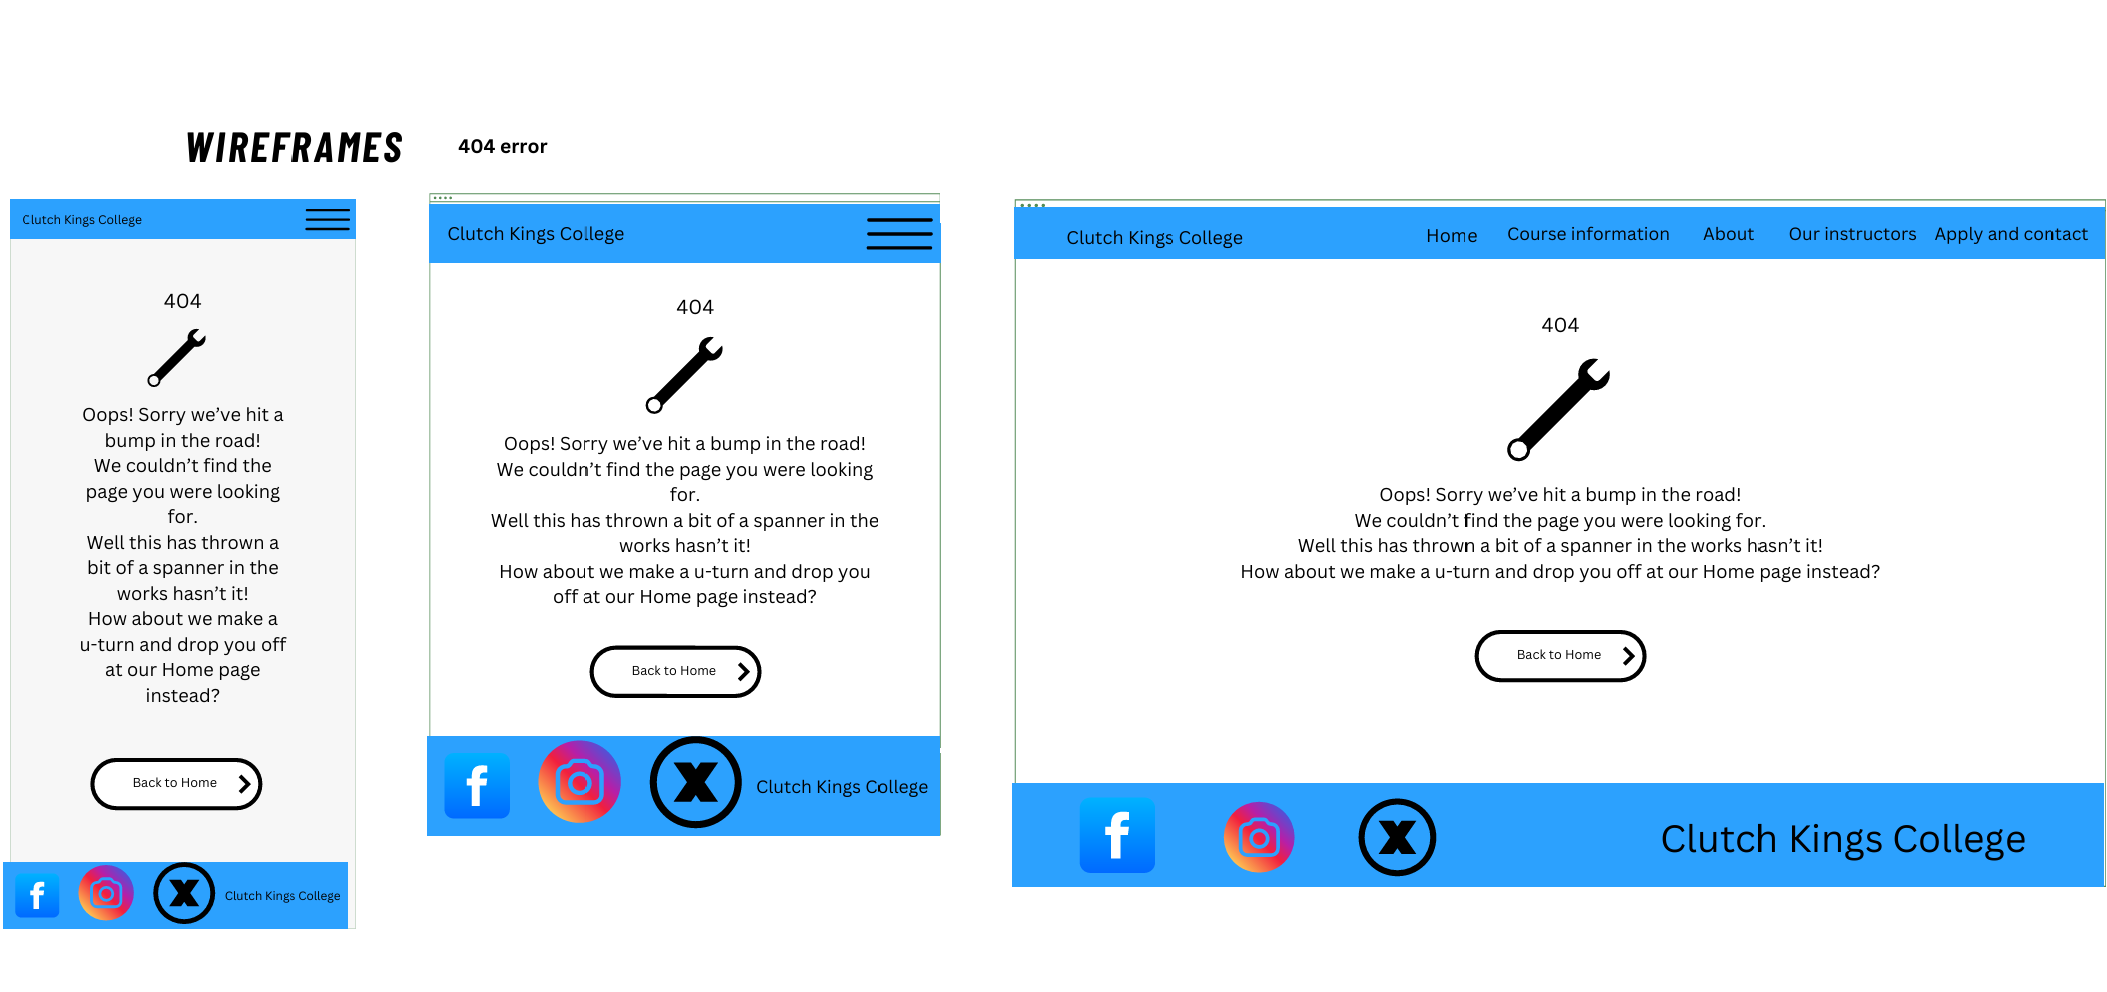 WIREFRAMES
404 error
Clutch Kings College
404
Oops! Sorry we’ve hit a
bump in the road!
We couldn’t find the
page you were looking
for.
Well this has thrown a
bit of a spanner in the
works hasn’t it!
How about we make a
u-turn and drop you off
at our Home page
instead?
Back to Home
f
X
Clutch Kings College
Clutch Kings College
404
Oops! Sorry we’ve hit a bump in the road!
We couldn’t find the page you were looking
for.
Well this has thrown a bit of a spanner in the
works hasn’t it!
How about we make a u-turn and drop you
off at our Home page instead?
Back to Home
f
X
Clutch Kings College
Clutch Kings College
Home
Course information
About
Our instructors
Apply and contact
404
Oops! Sorry we’ve hit a bump in the road!
We couldn’t find the page you were looking for.
Well this has thrown a bit of a spanner in the works hasn’t it!
How about we make a u-turn and drop you off at our Home page instead?
Back to Home
f
X
Clutch Kings College